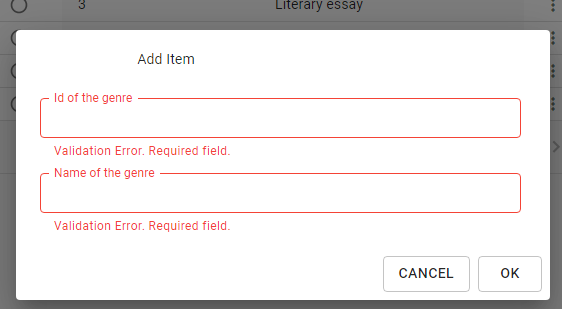 3 Literary essay
Add Item
Id of the genre
Validation Error. Required field.
Name of the genre
Validation Error. Required field.
CANCEL OK